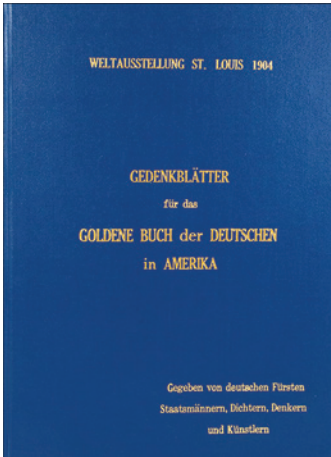 WELTAUSSTELLUNG ST. LOUIS 1904
GEDENKBLÄTTER
für das
GOLDENE BUCH der DEUTSCHEN
in AMERIKA
Gegeben von deutschen Fürsten
Staatsmännern, Dichtern, Denkern
und Künstlern